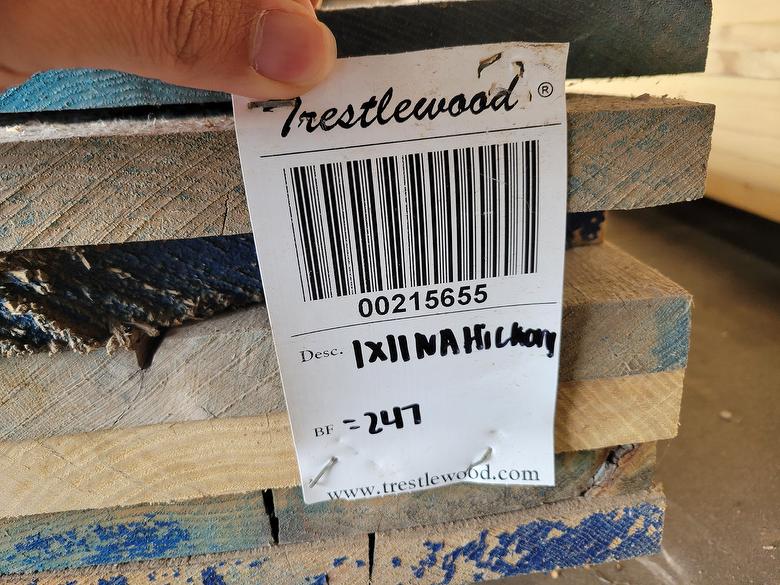 Trestlewood ®
00215655
Desc. 1X11 NA Hickory
BF = 247
www.trestlewood.com